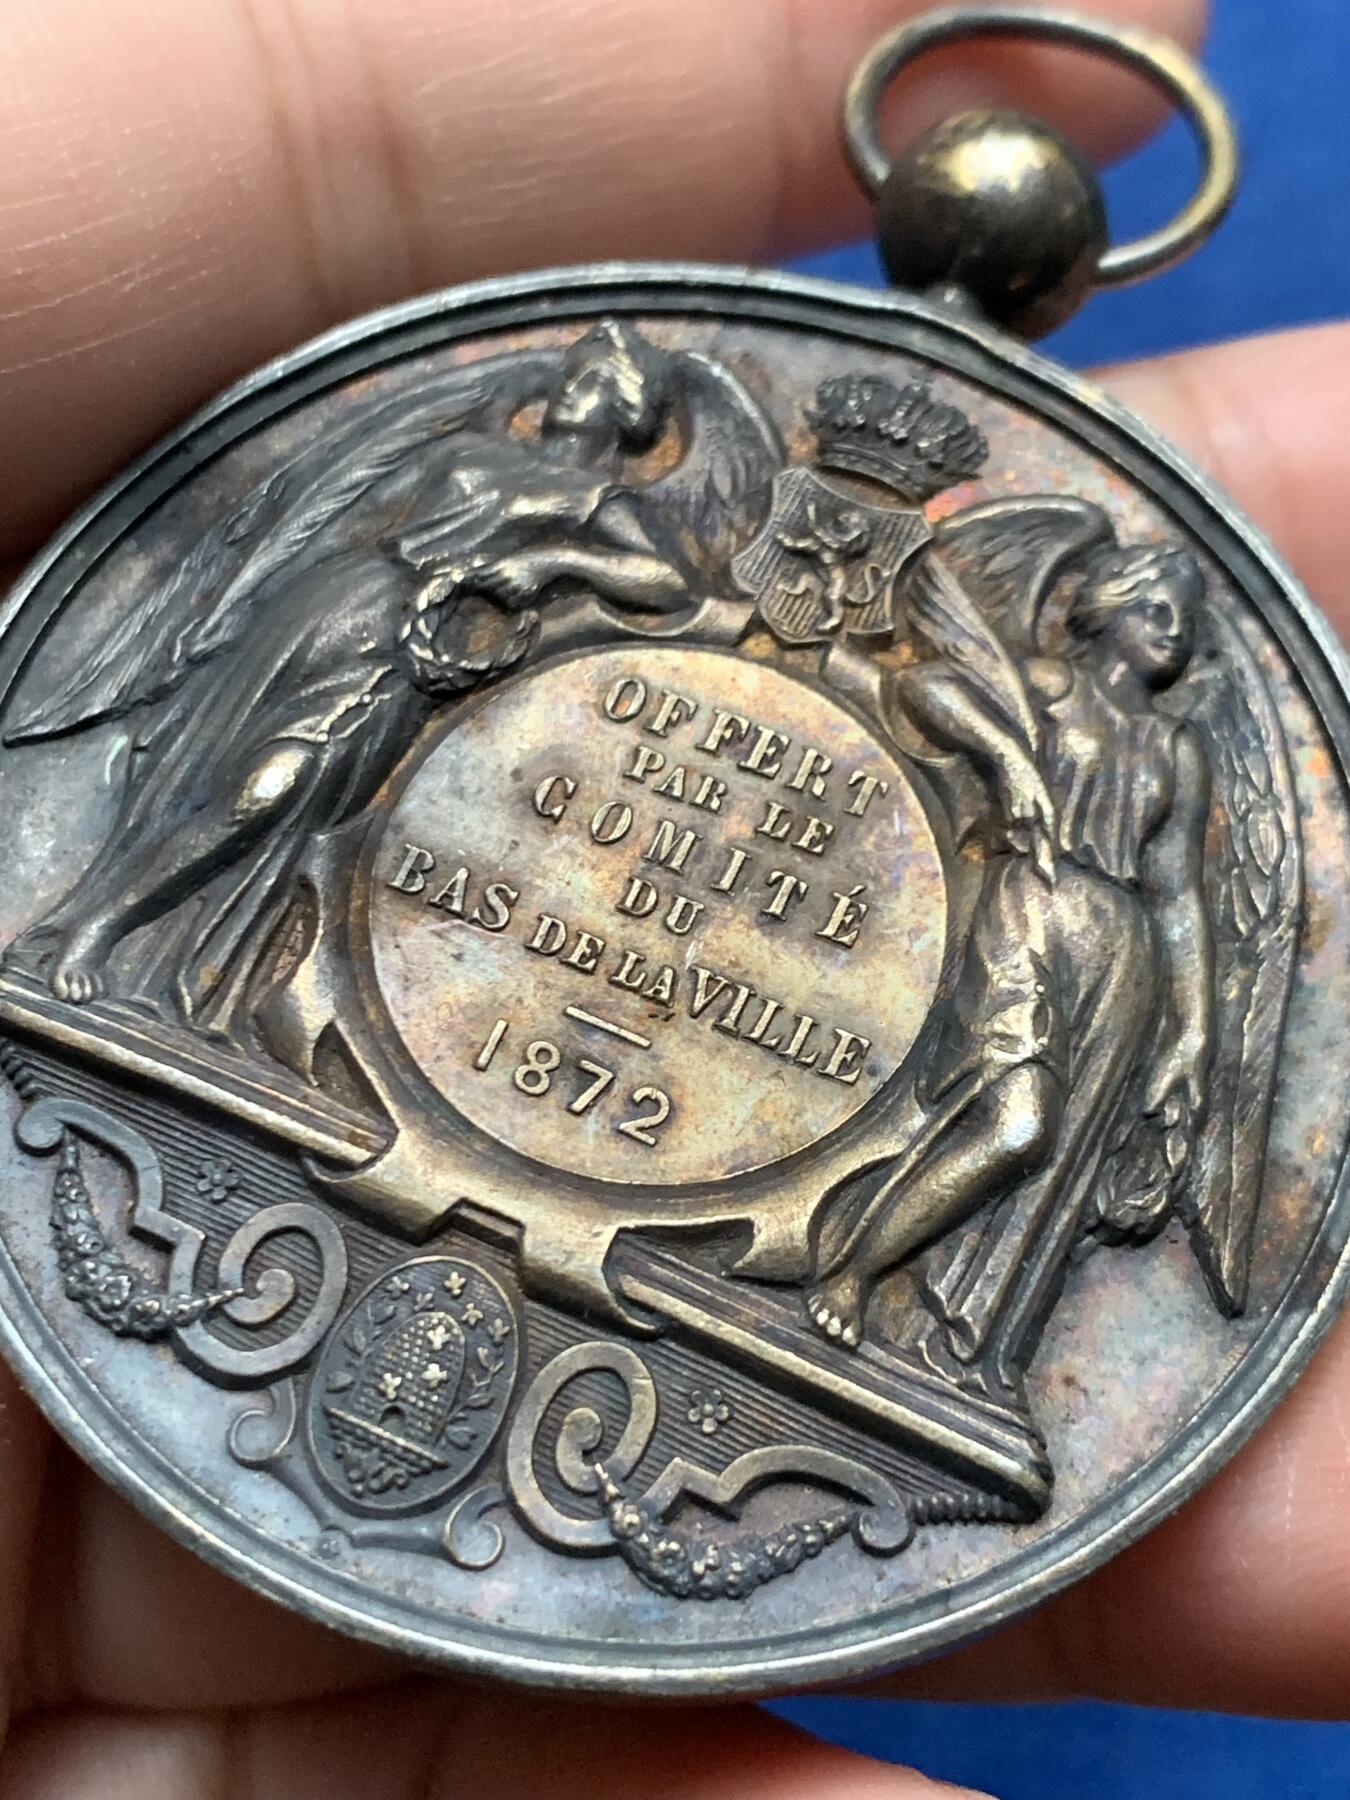 OFFERT
PAR LE
COMITÉ
DU
BAS DE LA VILLE
1872